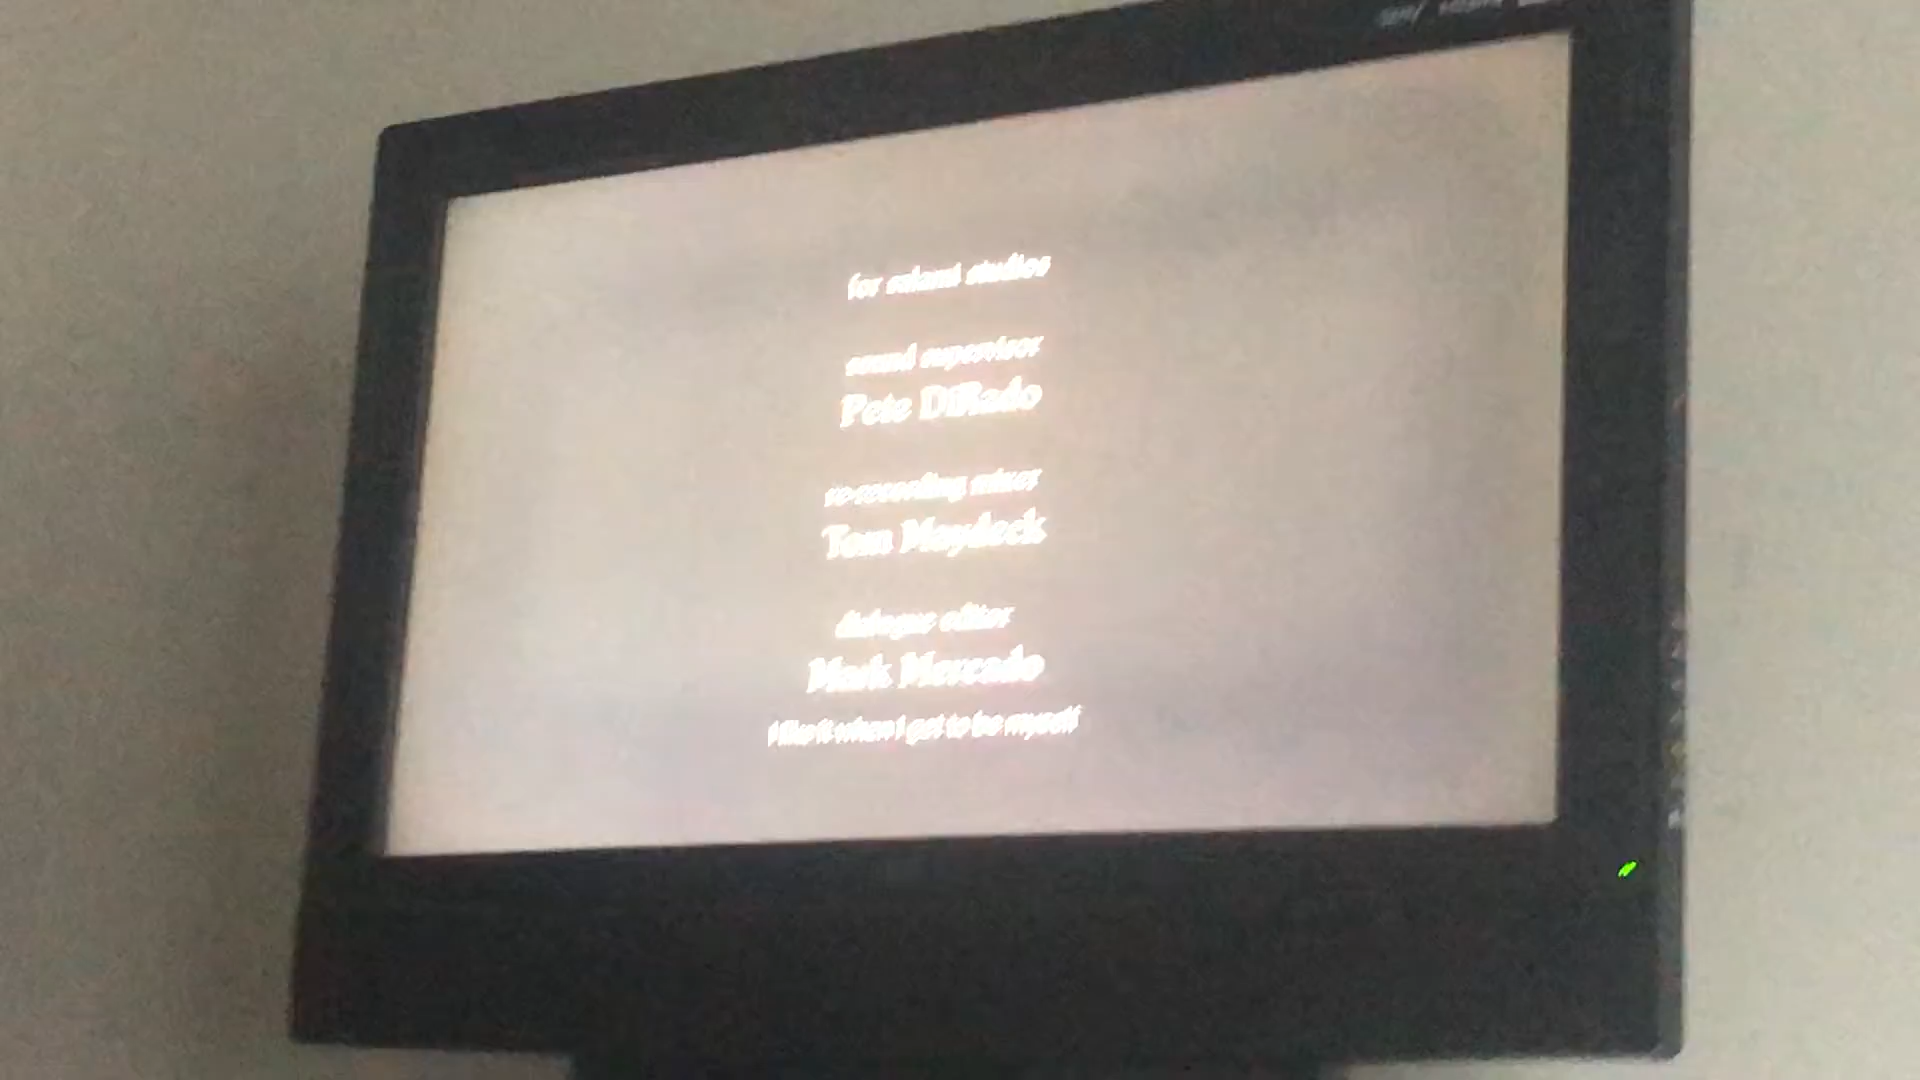 for salami studios
sound supervisor
Pete DiRado
re-recording mixer
Tom Maydeck
dialogue editor
Mark Mercado
I like it when I get to be myself